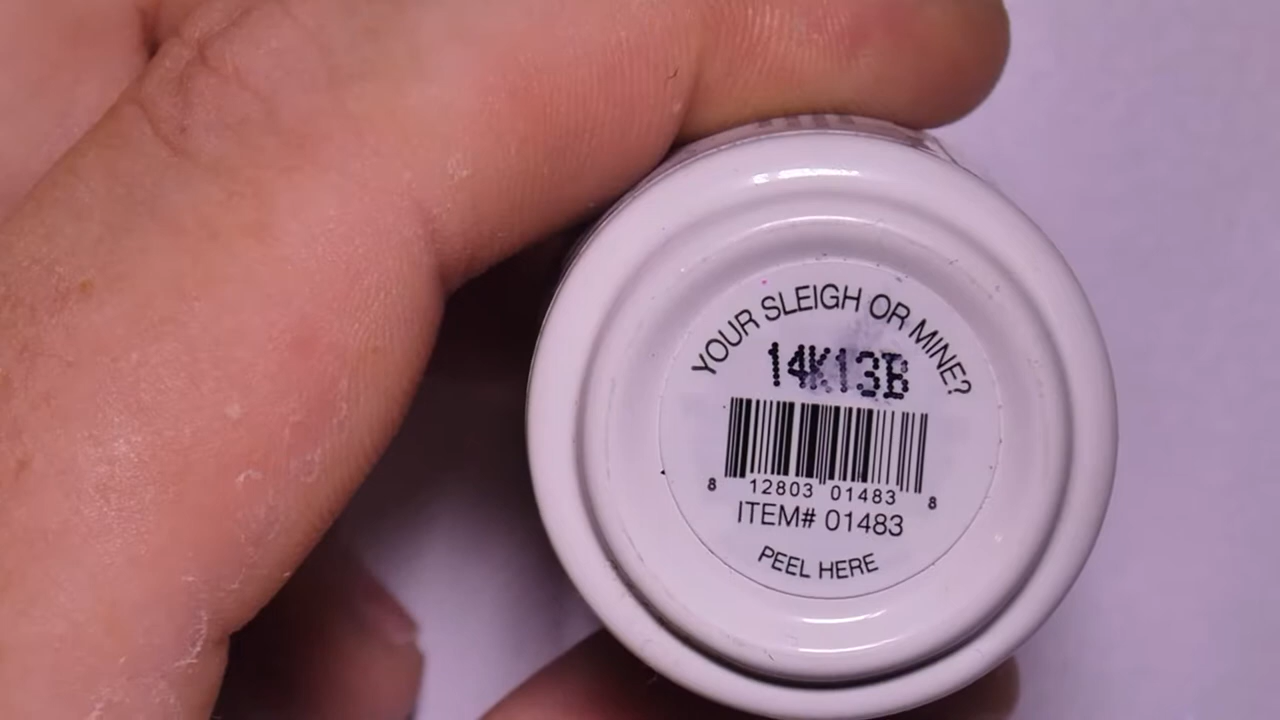 YOUR SLEIGH OR MINE?
14K13B
8 12803 01483 8
ITEM# 01483
PEEL HERE